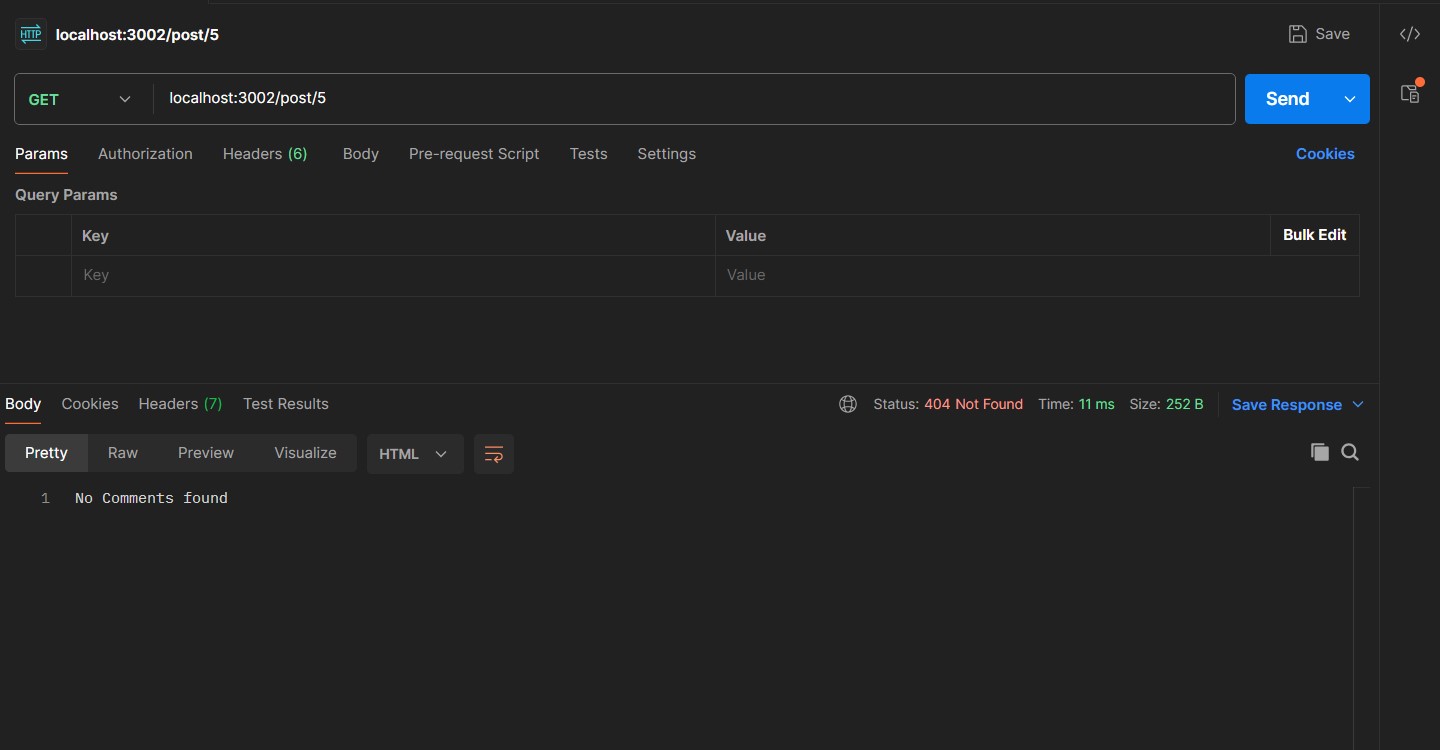 HTTP localhost:3002/post/5 Save
GET localhost:3002/post/5 Send
Params Authorization Headers (6) Body Pre-request Script Tests Settings Cookies
Query Params
Key Value Bulk Edit
Key Value
Body Cookies Headers (7) Test Results Status: 404 Not Found Time: 11 ms Size: 252 B Save Response
Pretty Raw Preview Visualize HTML
1 No Comments found